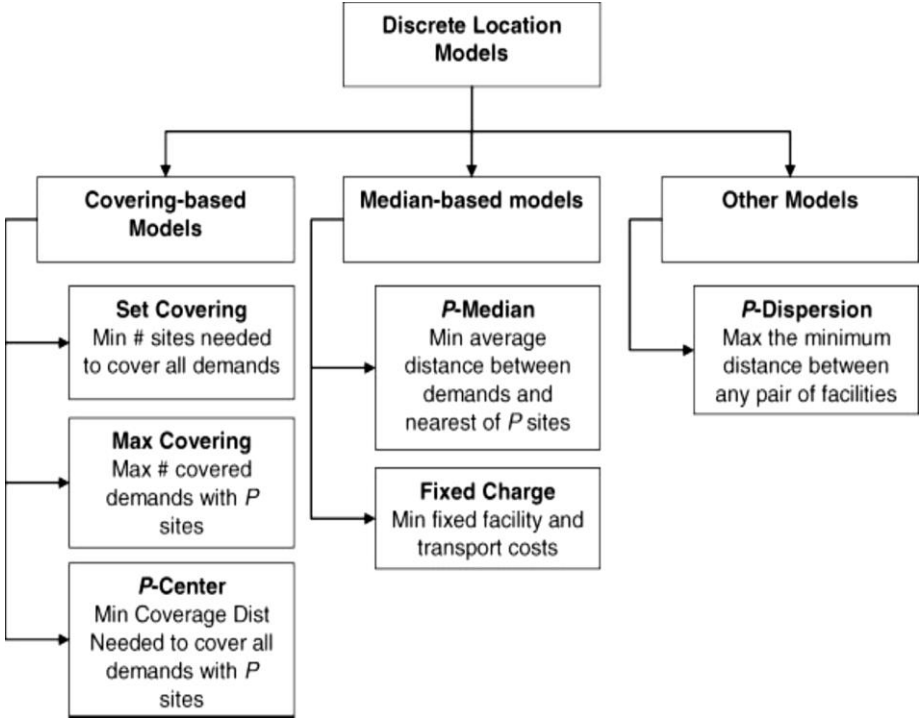 Discrete Location
Models
Covering-based
Models
Median-based models
Other Models
Set Covering
Min # sites needed
to cover all demands
Max Covering
Max # covered
demands with P
sites
P-Center
Min Coverage Dist
Needed to cover all
demands with P
sites
P-Median
Min average
distance between
demands and
nearest of P sites
Fixed Charge
Min fixed facility and
transport costs
P-Dispersion
Max the minimum
distance between
any pair of facilities